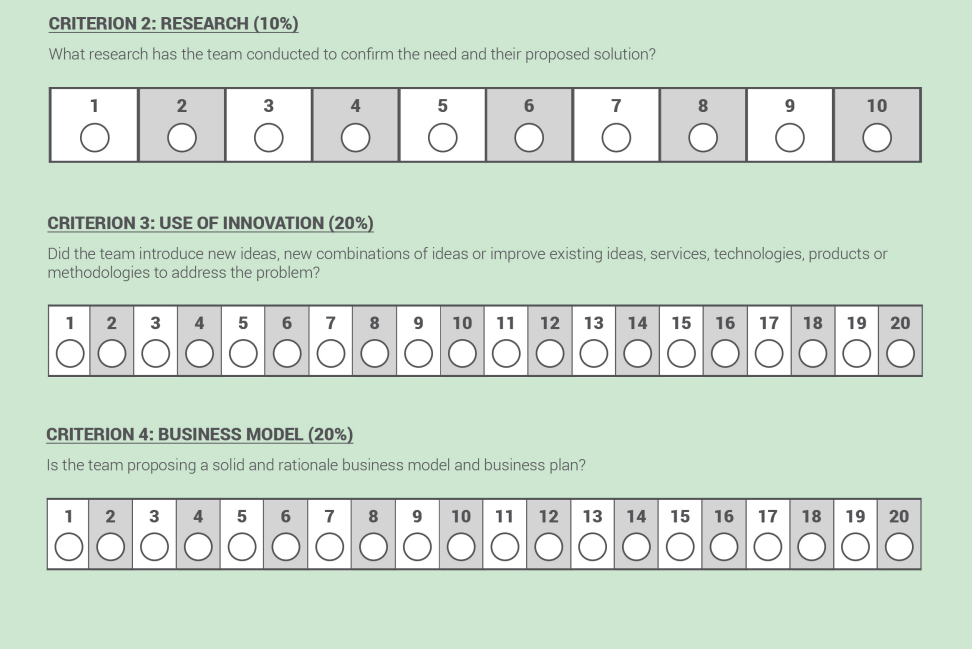 CRITERION 2: RESEARCH (10%)
What research has the team conducted to confirm the need and their proposed solution?
1 2 3 4 5 6 7 8 9 10
CRITERION 3: USE OF INNOVATION (20%)
Did the team introduce new ideas, new combinations of ideas or improve existing ideas, services, technologies, products or
methodologies to address the problem?
1 2 3 4 5 6 7 8 9 10 11 12 13 14 15 16 17 18 19 20
CRITERION 4: BUSINESS MODEL (20%)
Is the team proposing a solid and rationale business model and business plan?
1 2 3 4 5 6 7 8 9 10 11 12 13 14 15 16 17 18 19 20